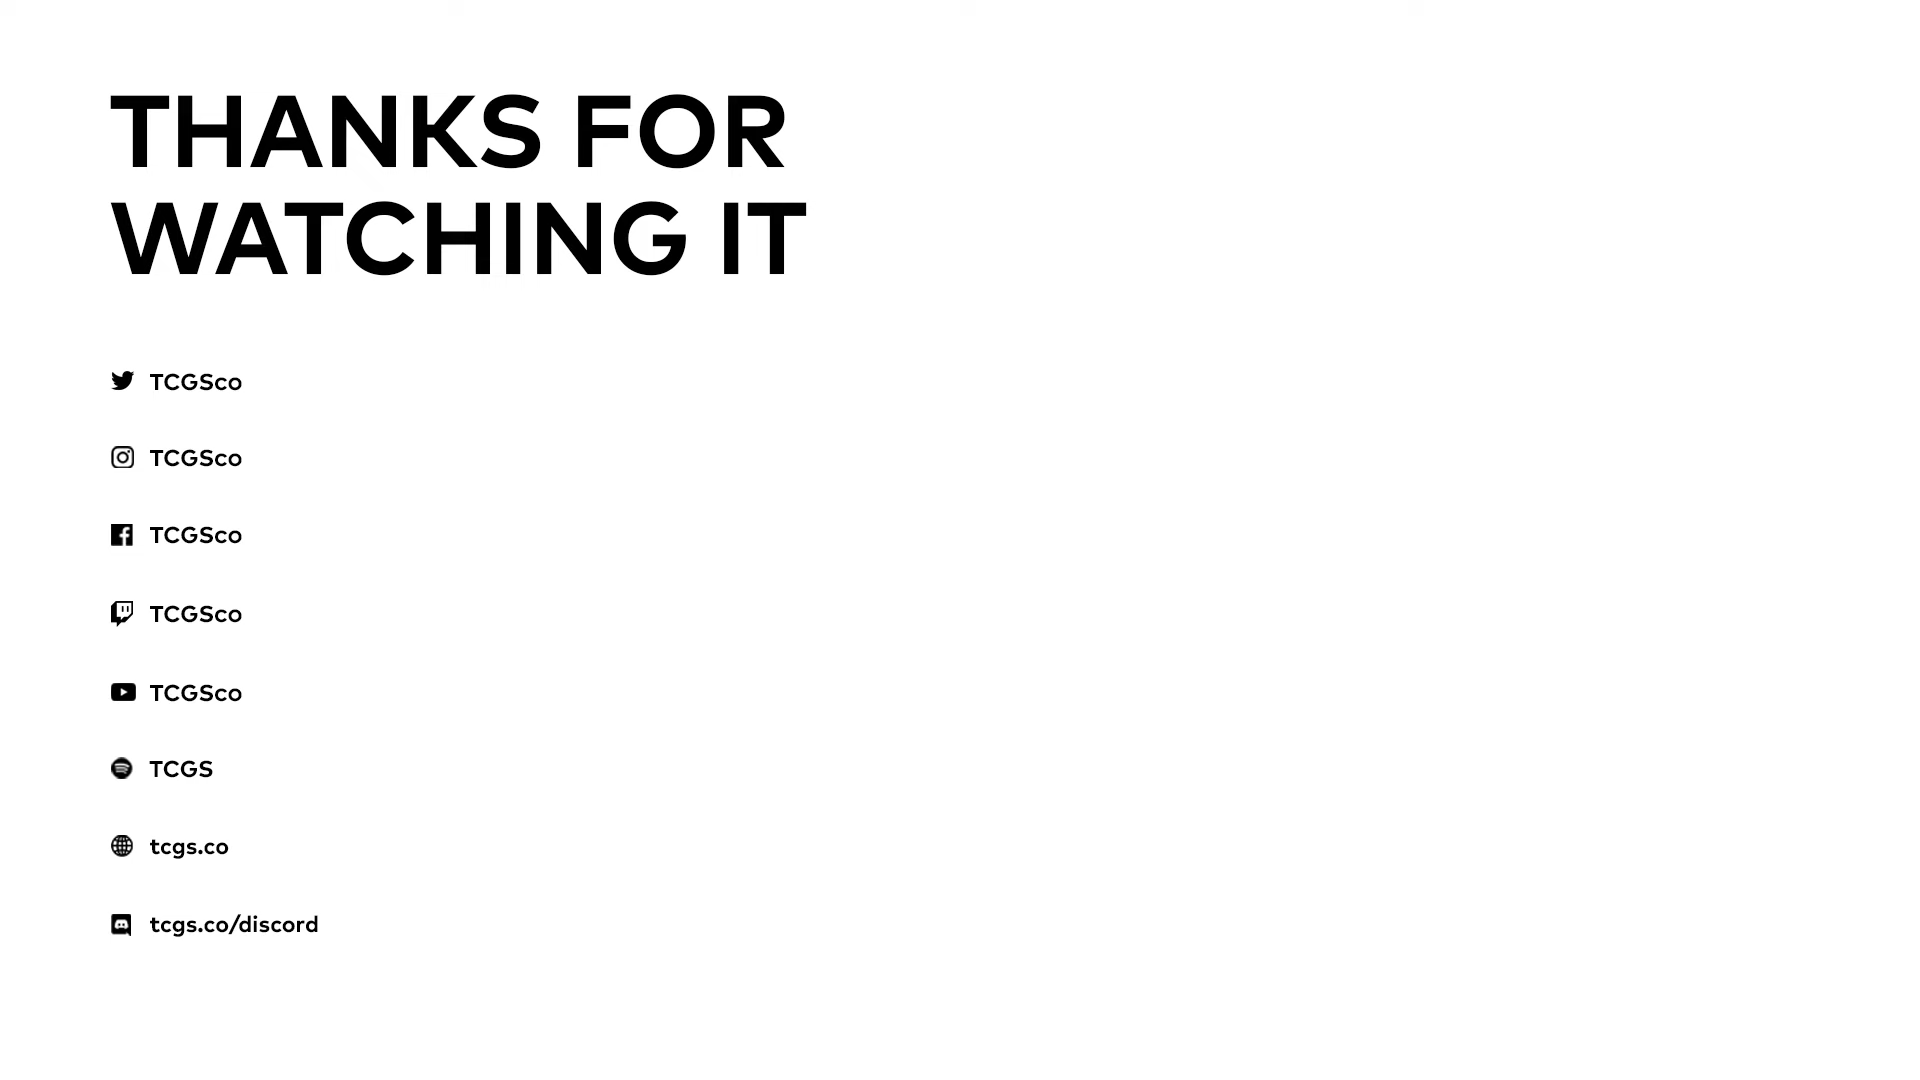 THANKS FOR
WATCHING IT
TCGSco
TCGSco
TCGSco
TCGSco
TCGSco
TCGS
tcgs.co
tcgs.co/discord